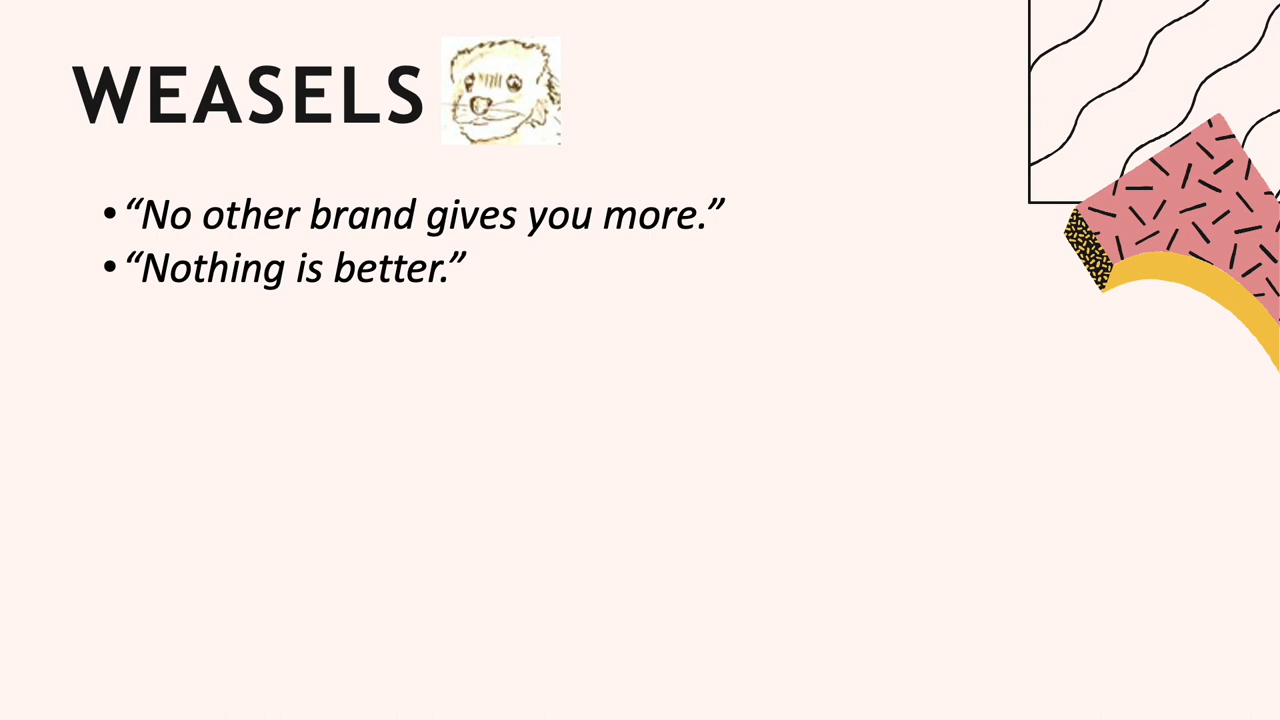 WEASELS
• “No other brand gives you more.”
• “Nothing is better.”